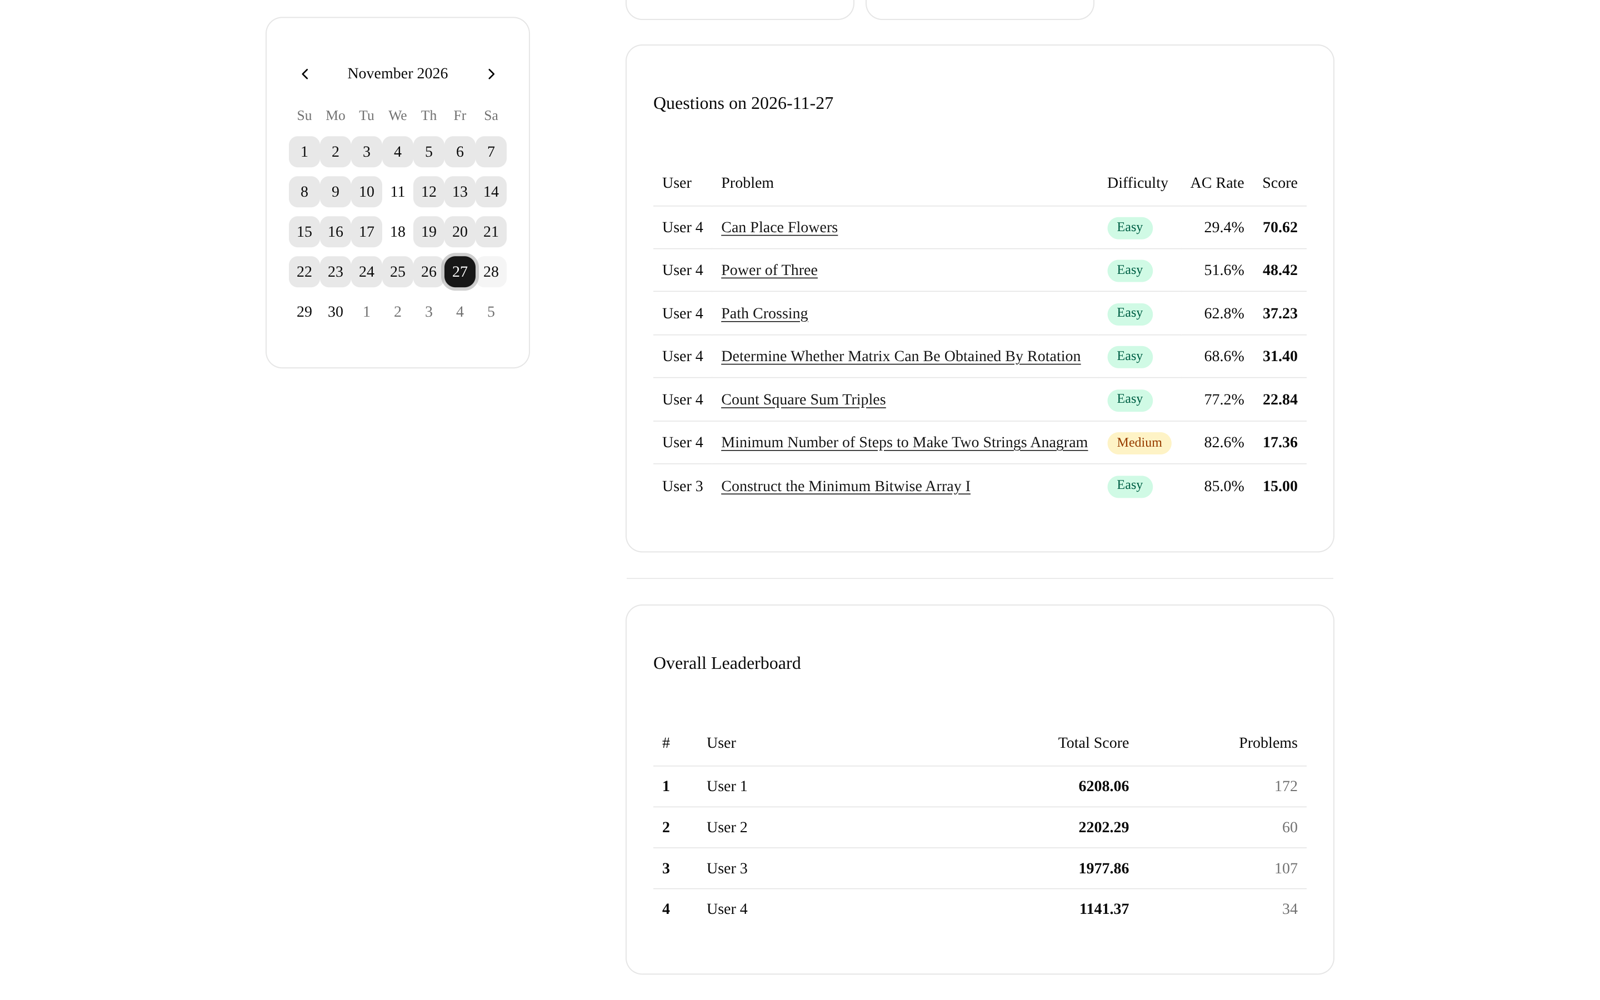 November 2026
Su Mo Tu We Th Fr Sa
1 2 3 4 5 6 7
8 9 10 11 12 13 14
15 16 17 18 19 20 21
22 23 24 25 26 27 28
29 30 1 2 3 4 5
Questions on 2026-11-27
User Problem Difficulty AC Rate Score
User 4 Can Place Flowers Easy 29.4% 70.62
User 4 Power of Three Easy 51.6% 48.42
User 4 Path Crossing Easy 62.8% 37.23
User 4 Determine Whether Matrix Can Be Obtained By Rotation Easy 68.6% 31.40
User 4 Count Square Sum Triples Easy 77.2% 22.84
User 4 Minimum Number of Steps to Make Two Strings Anagram Medium 82.6% 17.36
User 3 Construct the Minimum Bitwise Array I Easy 85.0% 15.00
Overall Leaderboard
# User Total Score Problems
1 User 1 6208.06 172
2 User 2 2202.29 60
3 User 3 1977.86 107
4 User 4 1141.37 34